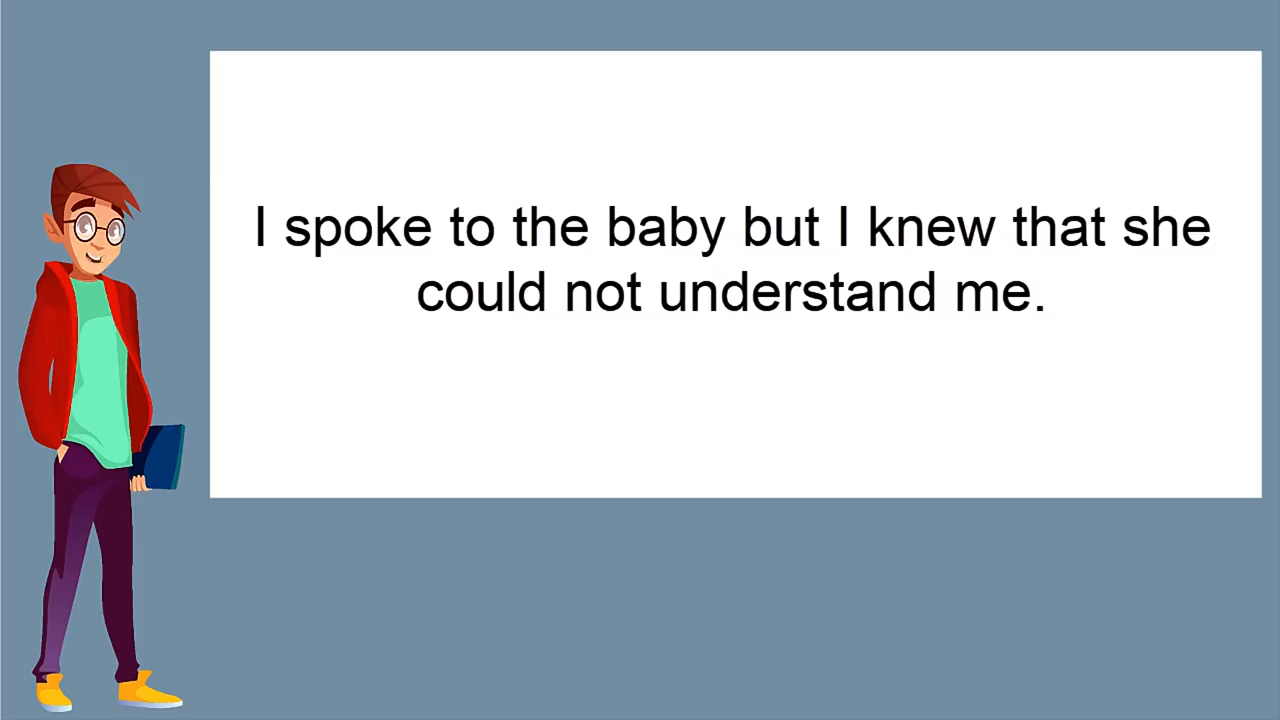 I spoke to the baby but I knew that she
could not understand me.